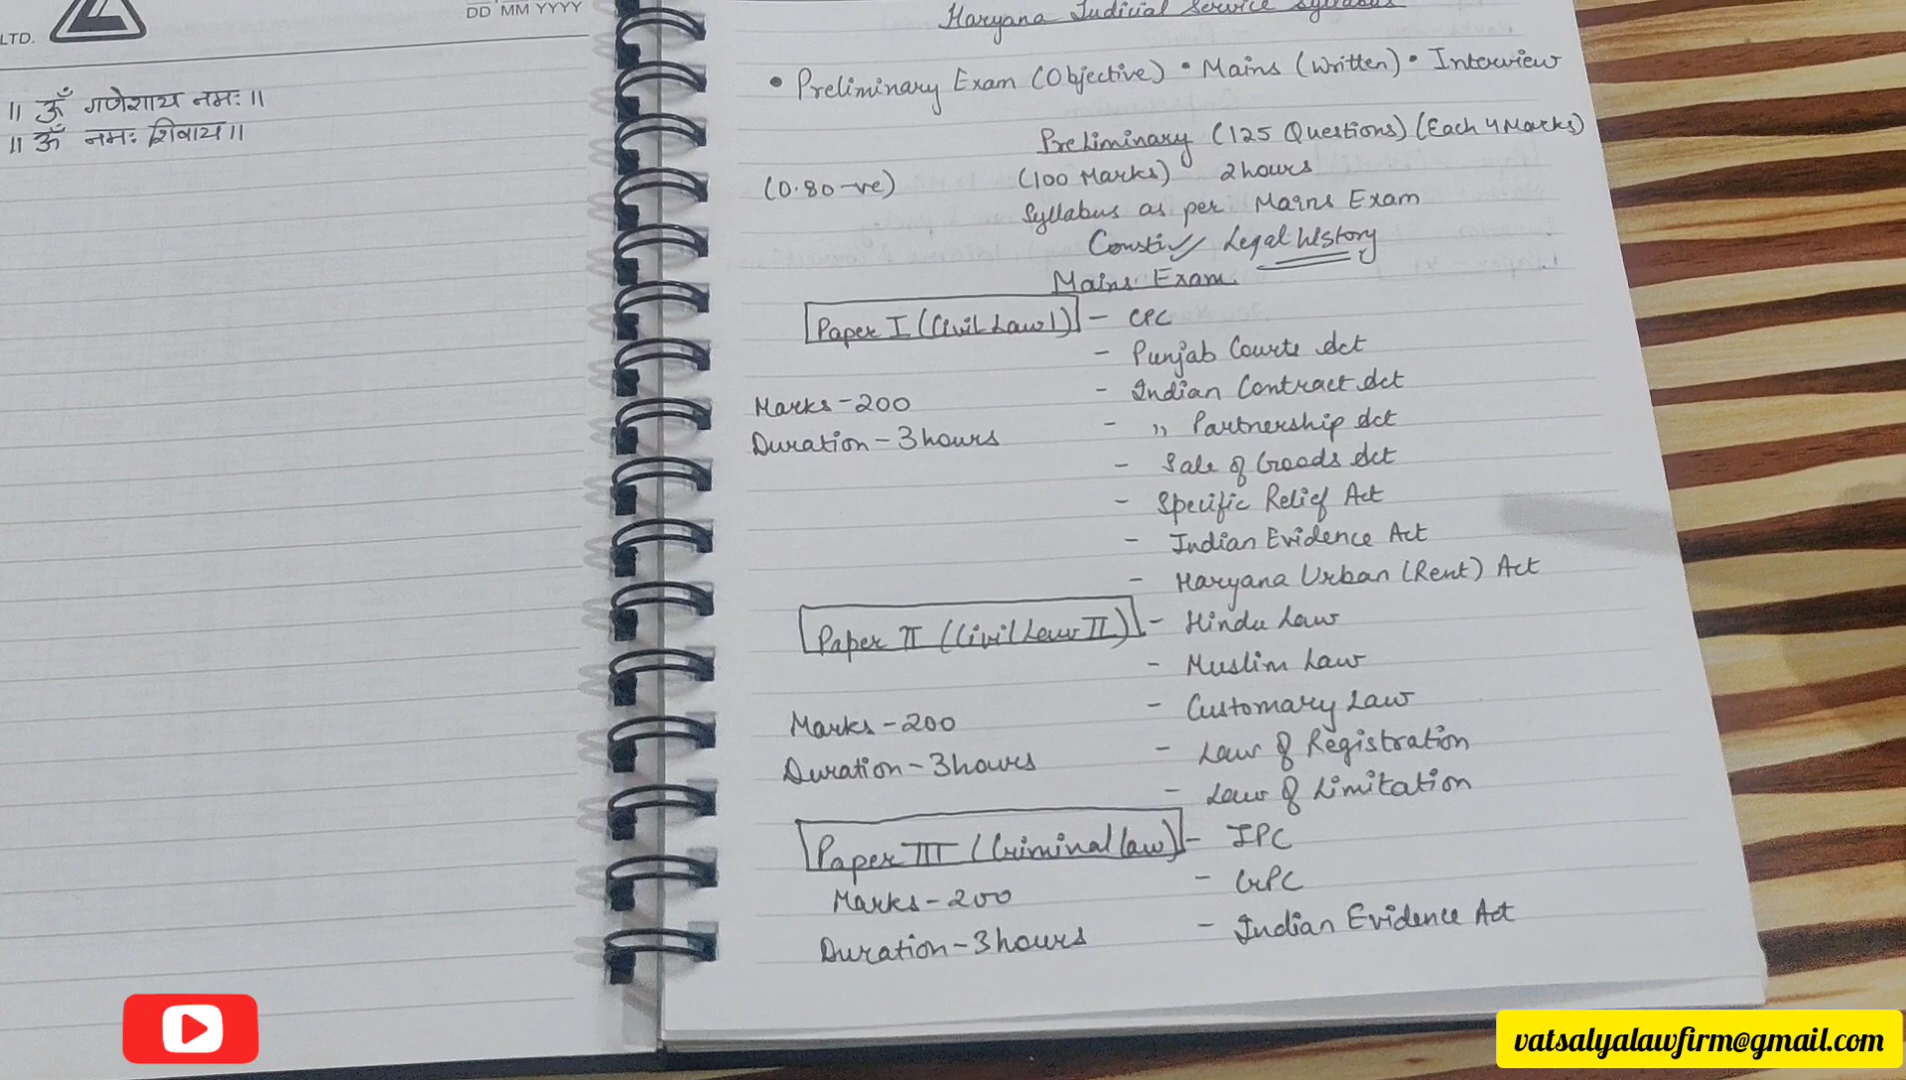 LTD.
DD MM YYYY
॥ ॐ गणेशाय नमः ॥
॥ ॐ नमः शिवाय ॥
Haryana Judicial Service Syllabus
• Preliminary Exam (Objective) • Mains (Written) • Interview
Preliminary (125 Questions) (Each 4 Marks)
(0.80-ve) (100 Marks) 2 hours
Syllabus as per Mains Exam
Consti Legal history
Mains Exam
Paper I (Civil Law I) - CPC
- Punjab Courts Act
- Indian Contract Act
Marks - 200
- " Partnership Act
Duration - 3 hours
- Sale of Goods Act
- Specific Relief Act
- Indian Evidence Act
- Haryana Urban (Rent) Act
Paper II (Civil Law II) - Hindu Law
- Muslim Law
- Customary Law
Marks - 200
- Law of Registration
Duration - 3 hours
- Law of Limitation
Paper III (Criminal Law) - IPC
- CrPC
Marks - 200
- Indian Evidence Act
Duration - 3 hours
vatsalyalawfirm@gmail.com